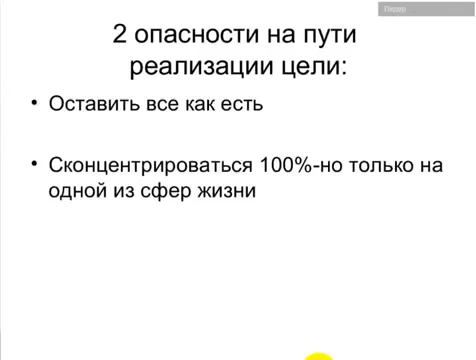 Лидер
2 опасности на пути
реализации цели:
• Оставить все как есть
• Сконцентрироваться 100%-но только на
одной из сфер жизни